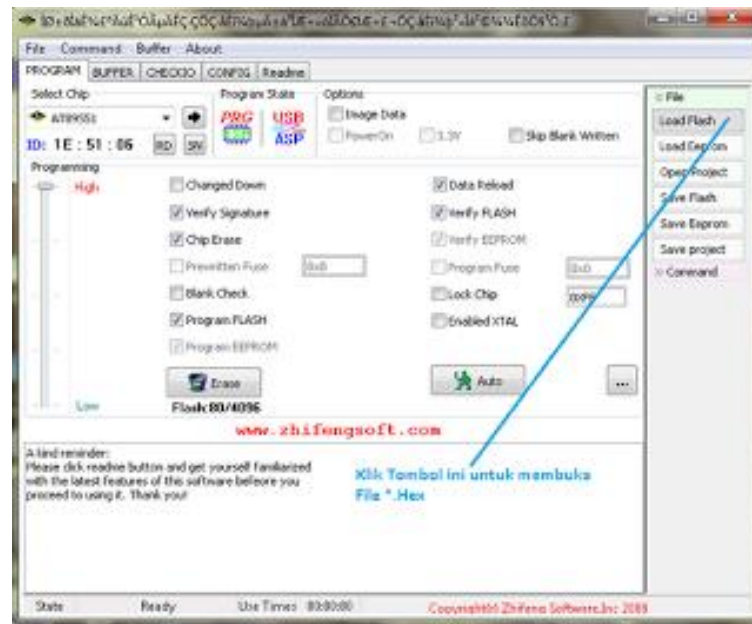 File Command Buffer About
PROGRAM BUFFER CHECKIO CONFIG Readme
Select Chip Program State Options
AT89S51 PRG USB ASP Image Data
PowerOn 3.3V Skip Blank Written
ID: 1E : 51 : 06 RD
Programming
High
Changed Down Data Reload
Verify Signature Verify FLASH
Chip Erase Verify EEPROM
Prewritten Fuse 0x0 Program Fuse 0x0
Blank Check Lock Chip
Program FLASH Enabled XTAL
Program EEPROM
Erase Auto ...
Low Flash:80/4096
www.zhifengsoft.com
A kind reminder:
Please click readme button and get yourself familiarized
with the latest features of this software befeore you
proceed to using it. Thank you!
Klik Tombol ini untuk membuka
File *.Hex
File
Load Flash
Load Eeprom
Open Project
Save Flash
Save Eeprom
Save project
Command
State Ready Use Times 00:00:00 Copyright(c) Zhifeng Software,Inc